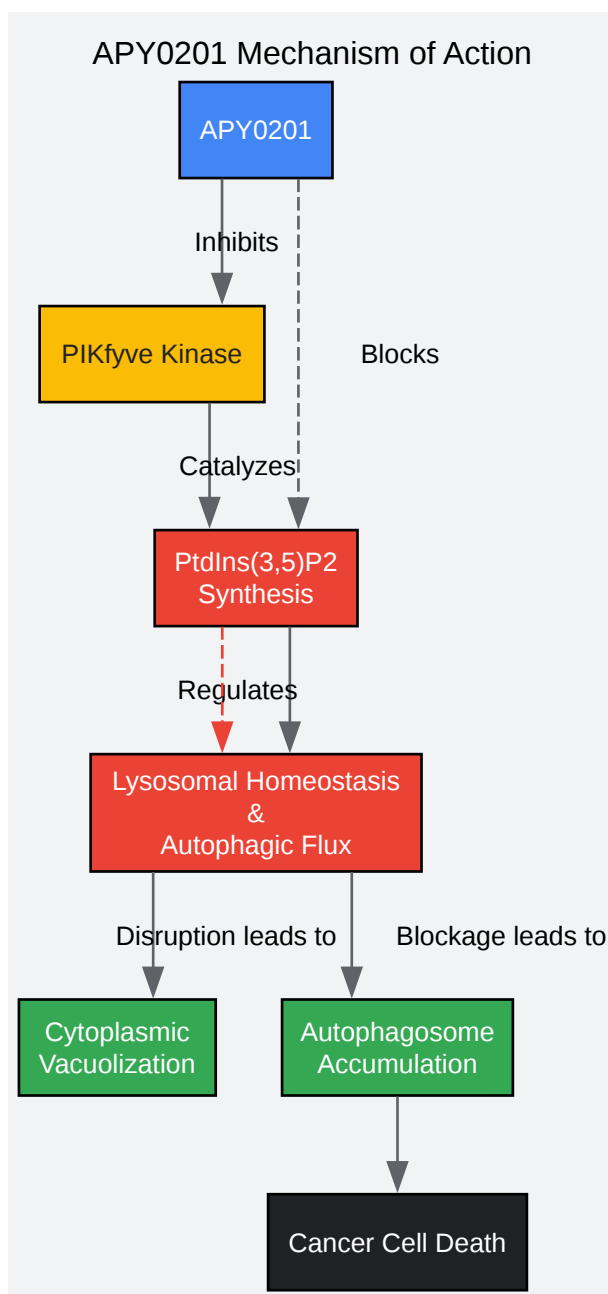 APY0201 Mechanism of Action
APY0201
Inhibits
PIKfyve Kinase
Blocks
Catalyzes
PtdIns(3,5)P2
Synthesis
Regulates
Lysosomal Homeostasis
&
Autophagic Flux
Disruption leads to
Blockage leads to
Cytoplasmic
Vacuolization
Autophagosome
Accumulation
Cancer Cell Death